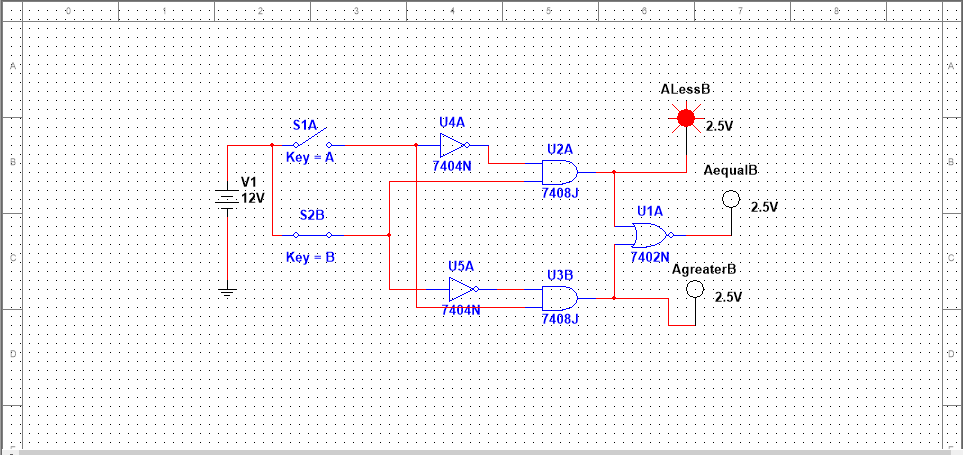 0 1 2 3 4 5 6 7 8
A A
ALessB
S1A U4A 2.5V
Key = A U2A
B 7404N B
AequalB
V1 7408J
12V 2.5V
S2B U1A
Key = B 7402N
C C
U5A AgreaterB
U3B
7404N 2.5V
7408J
D D